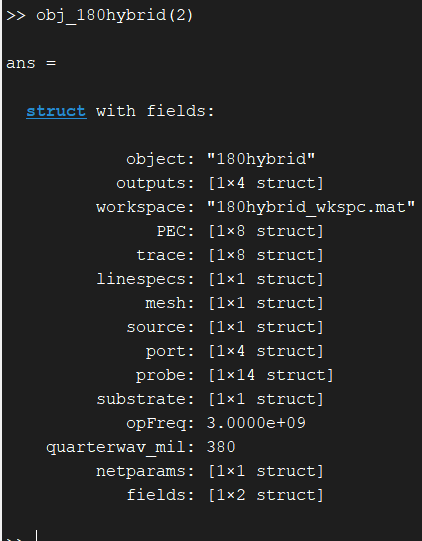 >> obj_180hybrid(2)
ans =
struct with fields:
object: "180hybrid"
outputs: [1×4 struct]
workspace: "180hybrid_wkspc.mat"
PEC: [1×8 struct]
trace: [1×8 struct]
linespecs: [1×1 struct]
mesh: [1×1 struct]
source: [1×1 struct]
port: [1×4 struct]
probe: [1×14 struct]
substrate: [1×1 struct]
opFreq: 3.0000e+09
quarterwav_mil: 380
netparams: [1×1 struct]
fields: [1×2 struct]
>>